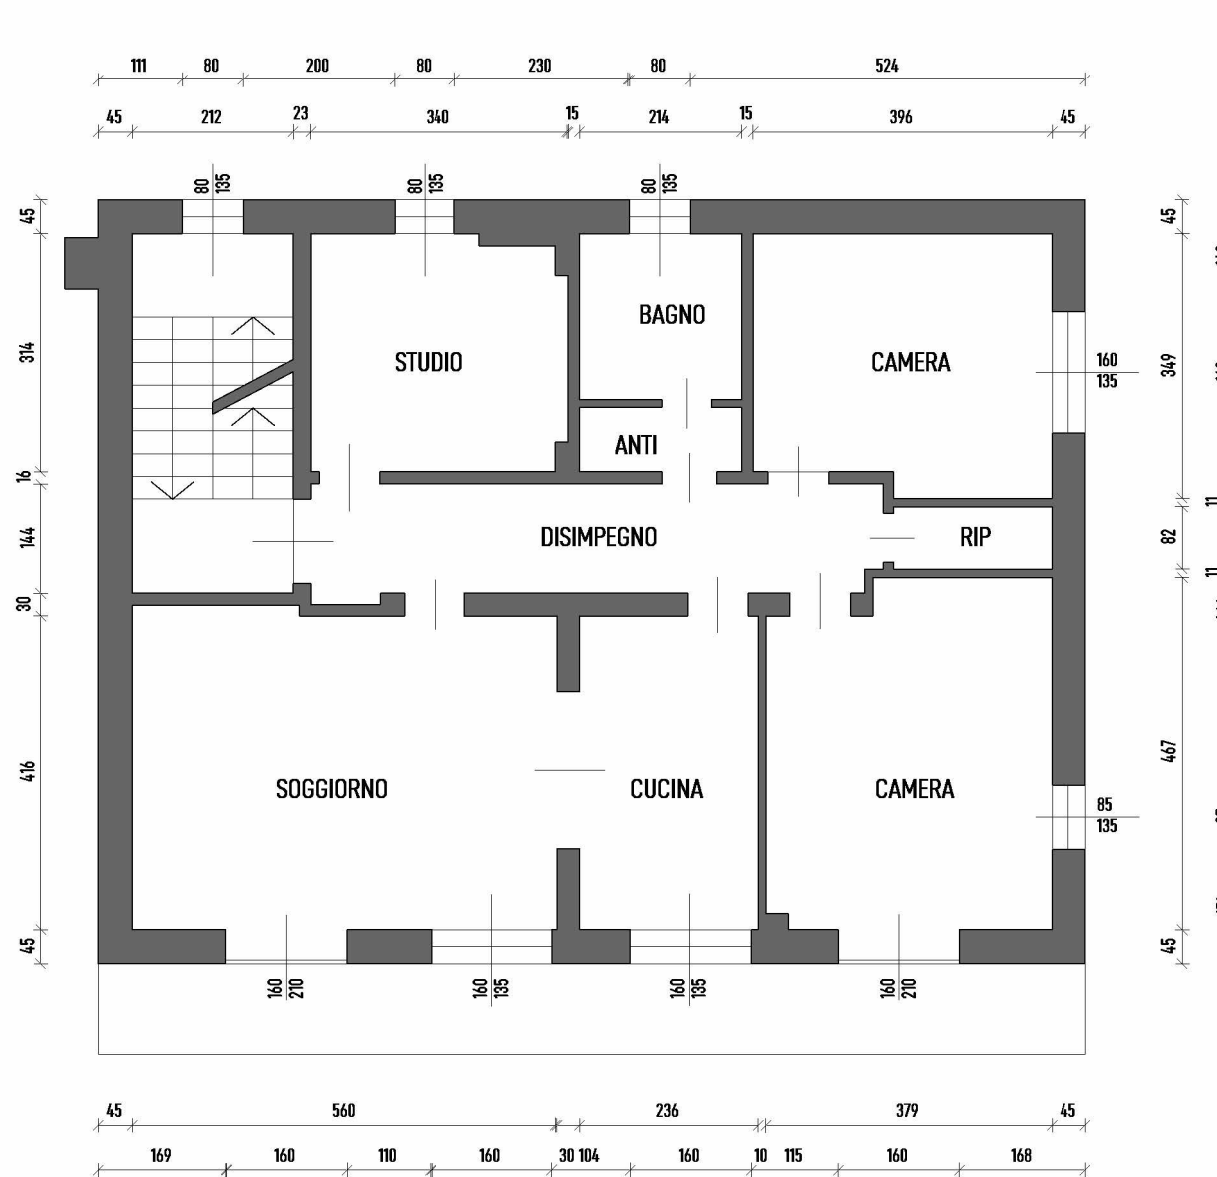 111 80 200 80 230 80 524
45 212 23 340 15 214 15 396 45
80 135 80 135 80 135
45 45
314 349
16 11
144 82
30 11
416 467
45 45
BAGNO
STUDIO CAMERA
160
135
ANTI
DISIMPEGNO RIP
SOGGIORNO CUCINA CAMERA
85
135
160 210 160 135 160 135 160 210
45 560 236 379 45
169 160 110 160 30 104 160 10 115 160 168